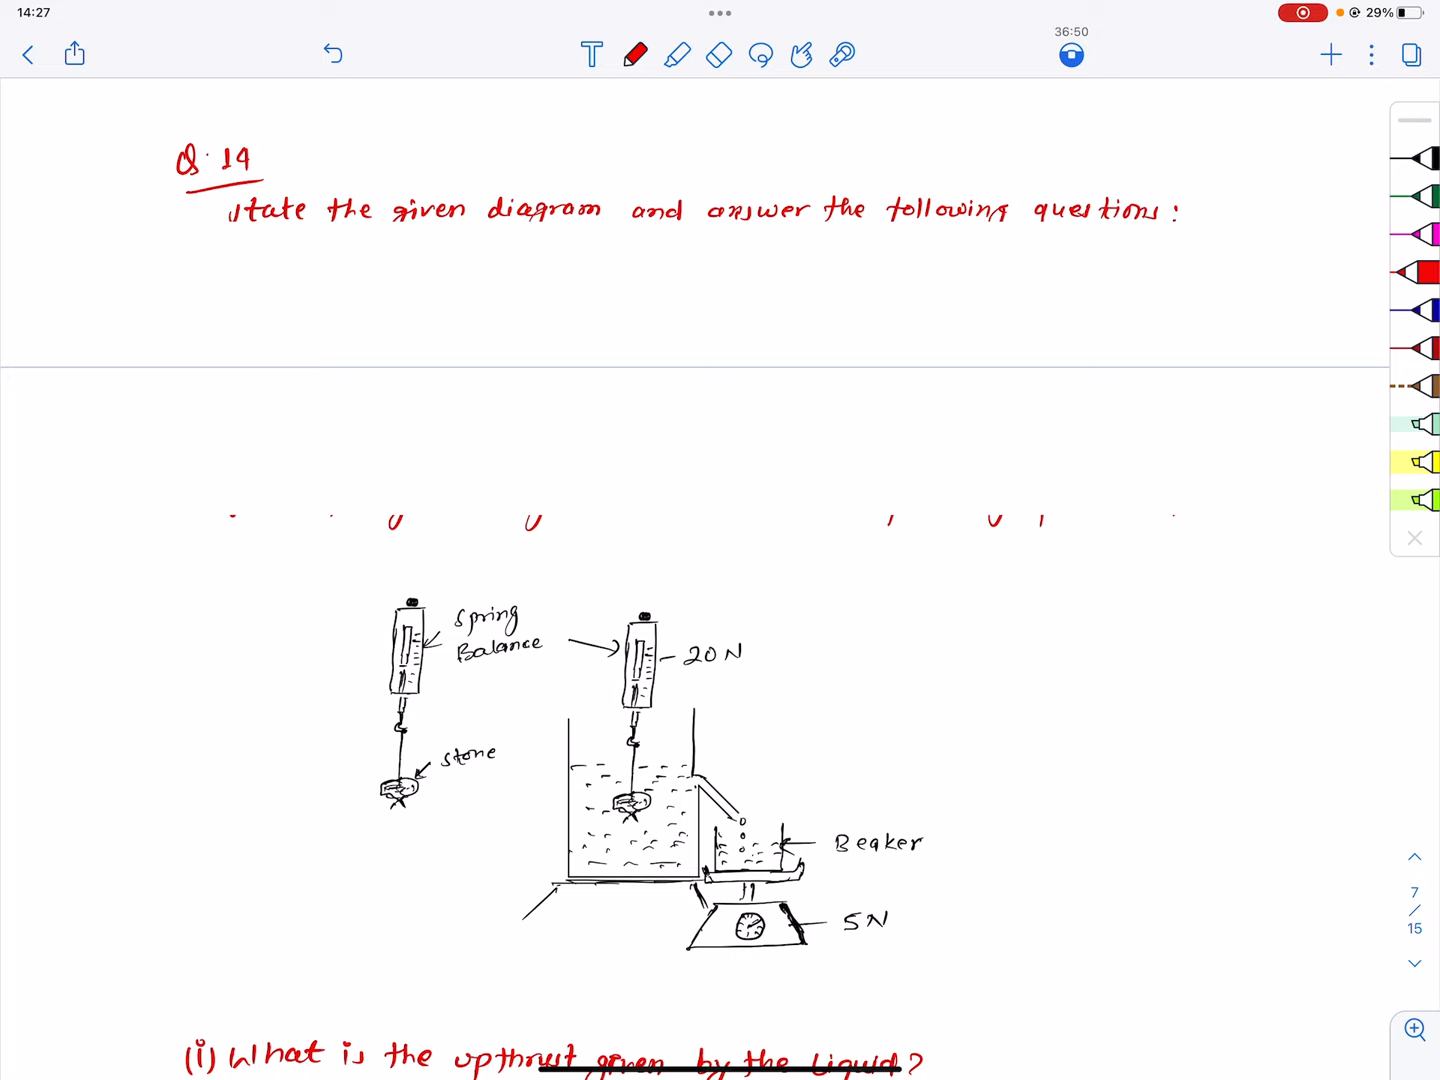 14:27
29%
36:50
Q. 14
state the given diagram and answer the following questions:
Spring
Balance
20 N
Stone
Beaker
5N
7
/
15
(i) What is the upthrust given by the liquid?